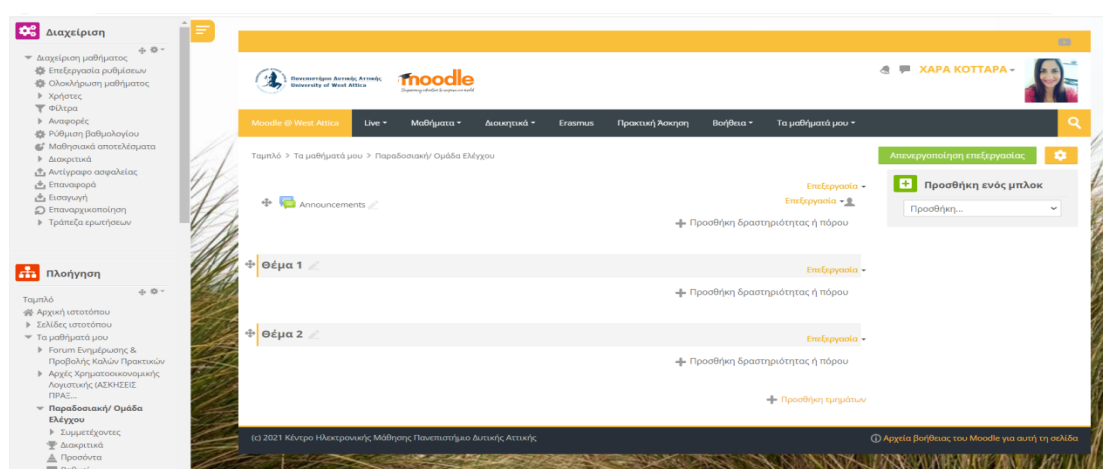 Διαχείριση
Διαχείριση μαθήματος
Επεξεργασία ρυθμίσεων
Ολοκλήρωση μαθήματος
Χρήστες
Φίλτρα
Αναφορές
Ρύθμιση βαθμολογίου
Μαθησιακά αποτελέσματα
Διακριτικά
Αντίγραφο ασφαλείας
Επαναφορά
Εισαγωγή
Επαναρχικοποίηση
Τράπεζα ερωτήσεων
Πλοήγηση
Ταμπλό
Αρχική ιστοτόπου
Σελίδες ιστοτόπου
Τα μαθήματά μου
Forum Ενημέρωσης &
Προβολής Καλών Πρακτικών
Αρχές Χρηματοοικονομικής
Λογιστικής (ΑΣΚΗΣΕΙΣ
ΠΡΑΞ...
Παραδοσιακή/ Ομάδα
Ελέγχου
Συμμετέχοντες
Διακριτικά
Προσόντα
Πανεπιστήμιο Δυτικής Αττικής
University of West Attica
moodle
ΧΑΡΑ ΚΟΤΤΑΡΑ
Moodle @ West Attica Live Μαθήματα Διοικητικά Erasmus Πρακτική Άσκηση Βοήθεια Τα μαθήματά μου
Ταμπλό > Τα μαθήματά μου > Παραδοσιακή/ Ομάδα Ελέγχου
Απενεργοποίηση επεξεργασίας
Επεξεργασία
Announcements
Επεξεργασία
Προσθήκη δραστηριότητας ή πόρου
Θέμα 1
Επεξεργασία
Προσθήκη δραστηριότητας ή πόρου
Θέμα 2
Επεξεργασία
Προσθήκη δραστηριότητας ή πόρου
Προσθήκη τμημάτων
Προσθήκη ενός μπλοκ
Προσθήκη...
(c) 2021 Κέντρο Ηλεκτρονικής Μάθησης Πανεπιστήμιο Δυτικής Αττικής
Αρχεία βοήθειας του Moodle για αυτή τη σελίδα